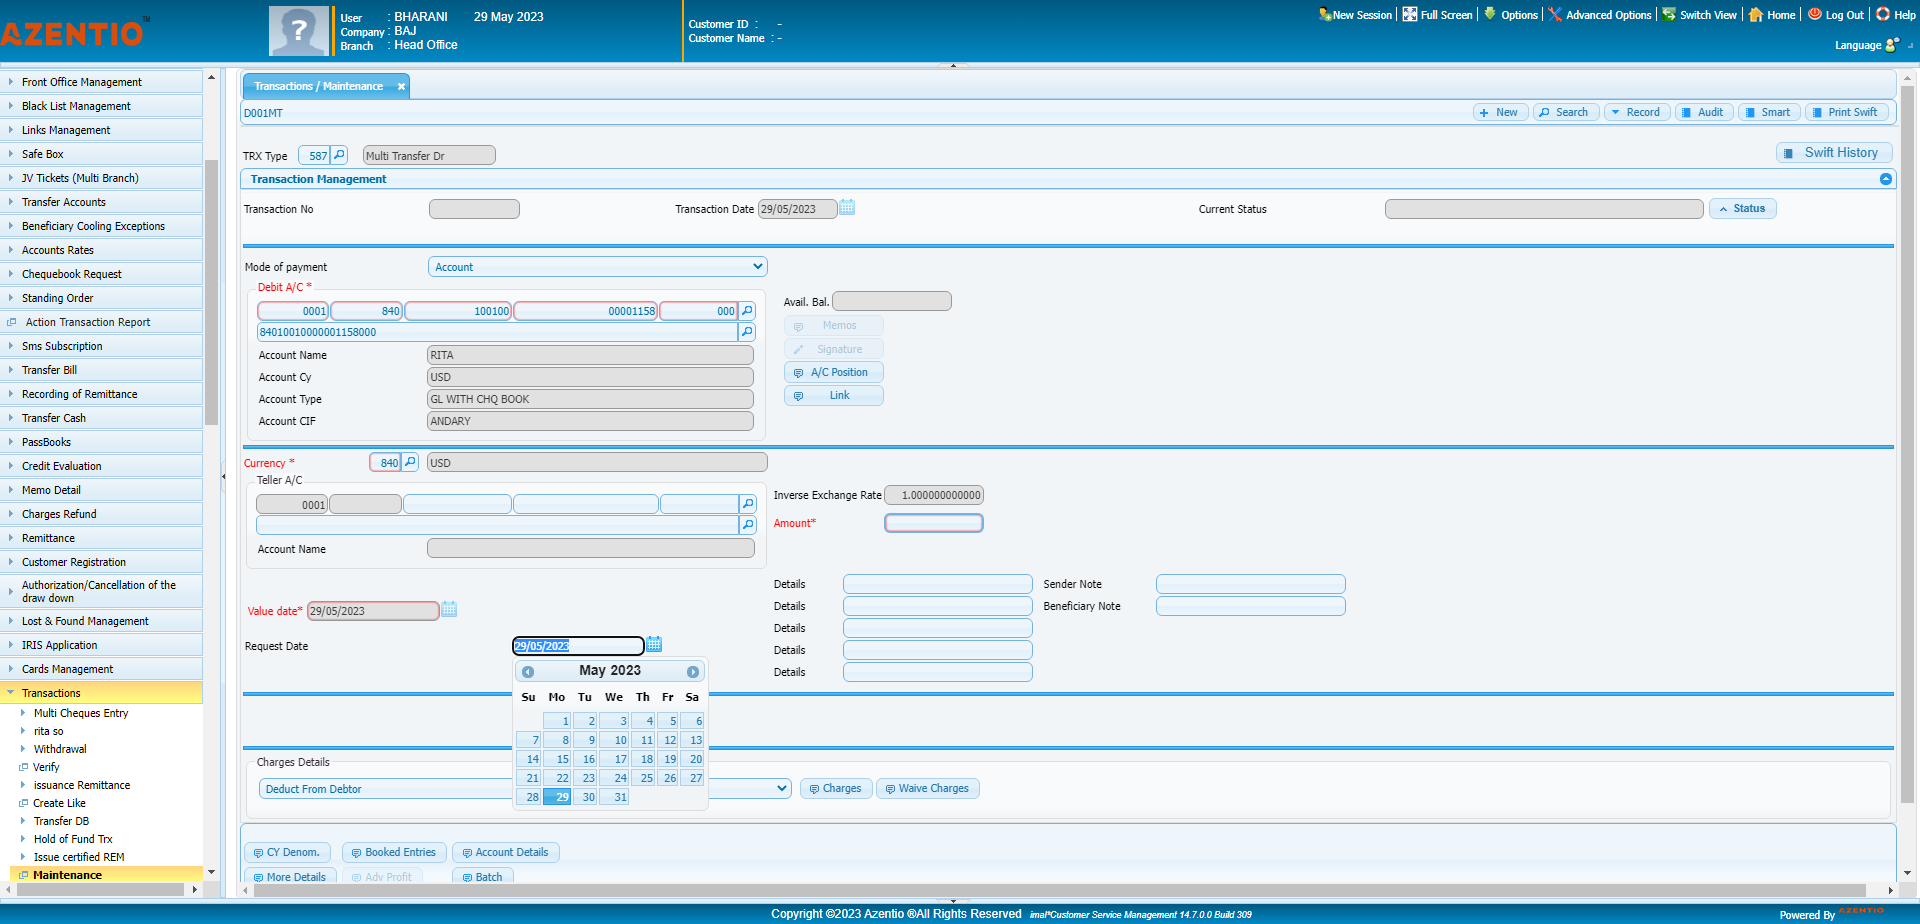 AZENTIO™
User : BHARANI 29 May 2023
Company : BAJ
Branch : Head Office
Customer ID : -
Customer Name : -
New Session Full Screen Options Advanced Options Switch View Home Log Out Help
Language
Front Office Management
Black List Management
Links Management
Safe Box
JV Tickets (Multi Branch)
Transfer Accounts
Beneficiary Cooling Exceptions
Accounts Rates
Chequebook Request
Standing Order
Action Transaction Report
Sms Subscription
Transfer Bill
Recording of Remittance
Transfer Cash
PassBooks
Credit Evaluation
Memo Detail
Charges Refund
Remittance
Customer Registration
Authorization/Cancellation of the
draw down
Lost & Found Management
IRIS Application
Cards Management
Transactions
Multi Cheques Entry
rita so
Withdrawal
Verify
issuance Remittance
Create Like
Transfer DB
Hold of Fund Trx
Issue certified REM
Maintenance
Transactions / Maintenance
D001MT
New Search Record Audit Smart Print Swift
TRX Type 587 Multi Transfer Dr
Swift History
Transaction Management
Transaction No Transaction Date 29/05/2023 Current Status Status
Mode of payment Account
Debit A/C *
0001 840 100100 00001158 000
84010010000001158000
Account Name RITA
Account Cy USD
Account Type GL WITH CHQ BOOK
Account CIF ANDARY
Avail. Bal.
Memos
Signature
A/C Position
Link
Currency * 840 USD
Teller A/C
0001
Account Name
Inverse Exchange Rate 1.000000000000
Amount*
Details Sender Note
Details Beneficiary Note
Details
Details
Details
Value date* 29/05/2023
Request Date 29/05/2023
May 2023
Su Mo Tu We Th Fr Sa
1 2 3 4 5 6
7 8 9 10 11 12 13
14 15 16 17 18 19 20
21 22 23 24 25 26 27
28 29 30 31
Charges Details
Deduct From Debtor Charges Waive Charges
CY Denom. Booked Entries Account Details
More Details Adv Profit Batch
Copyright ©2023 Azentio ®All Rights Reserved imal*Customer Service Management 14.7.0.0 Build 309
Powered By AZENTIO